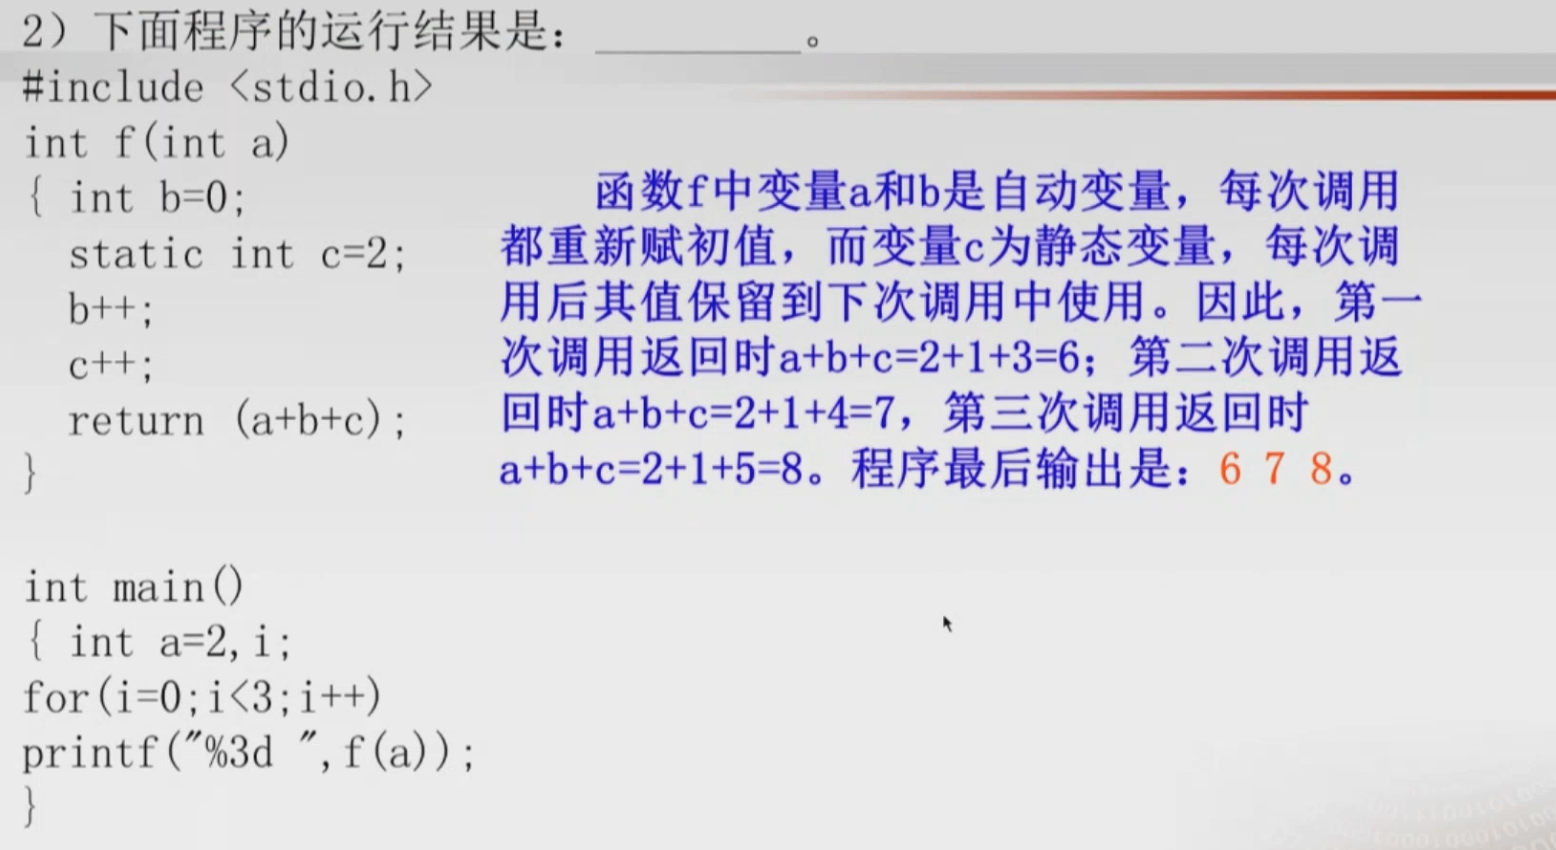 2）下面程序的运行结果是：________。
#include <stdio.h>
int f(int a)
{ int b=0;
static int c=2;
b++;
c++;
return (a+b+c);
}
int main()
{ int a=2,i;
for(i=0;i<3;i++)
printf("%3d ",f(a));
}
函数f中变量a和b是自动变量，每次调用
都重新赋初值，而变量c为静态变量，每次调
用后其值保留到下次调用中使用。因此，第一
次调用返回时a+b+c=2+1+3=6；第二次调用返
回时a+b+c=2+1+4=7，第三次调用返回时
a+b+c=2+1+5=8。程序最后输出是：6 7 8。